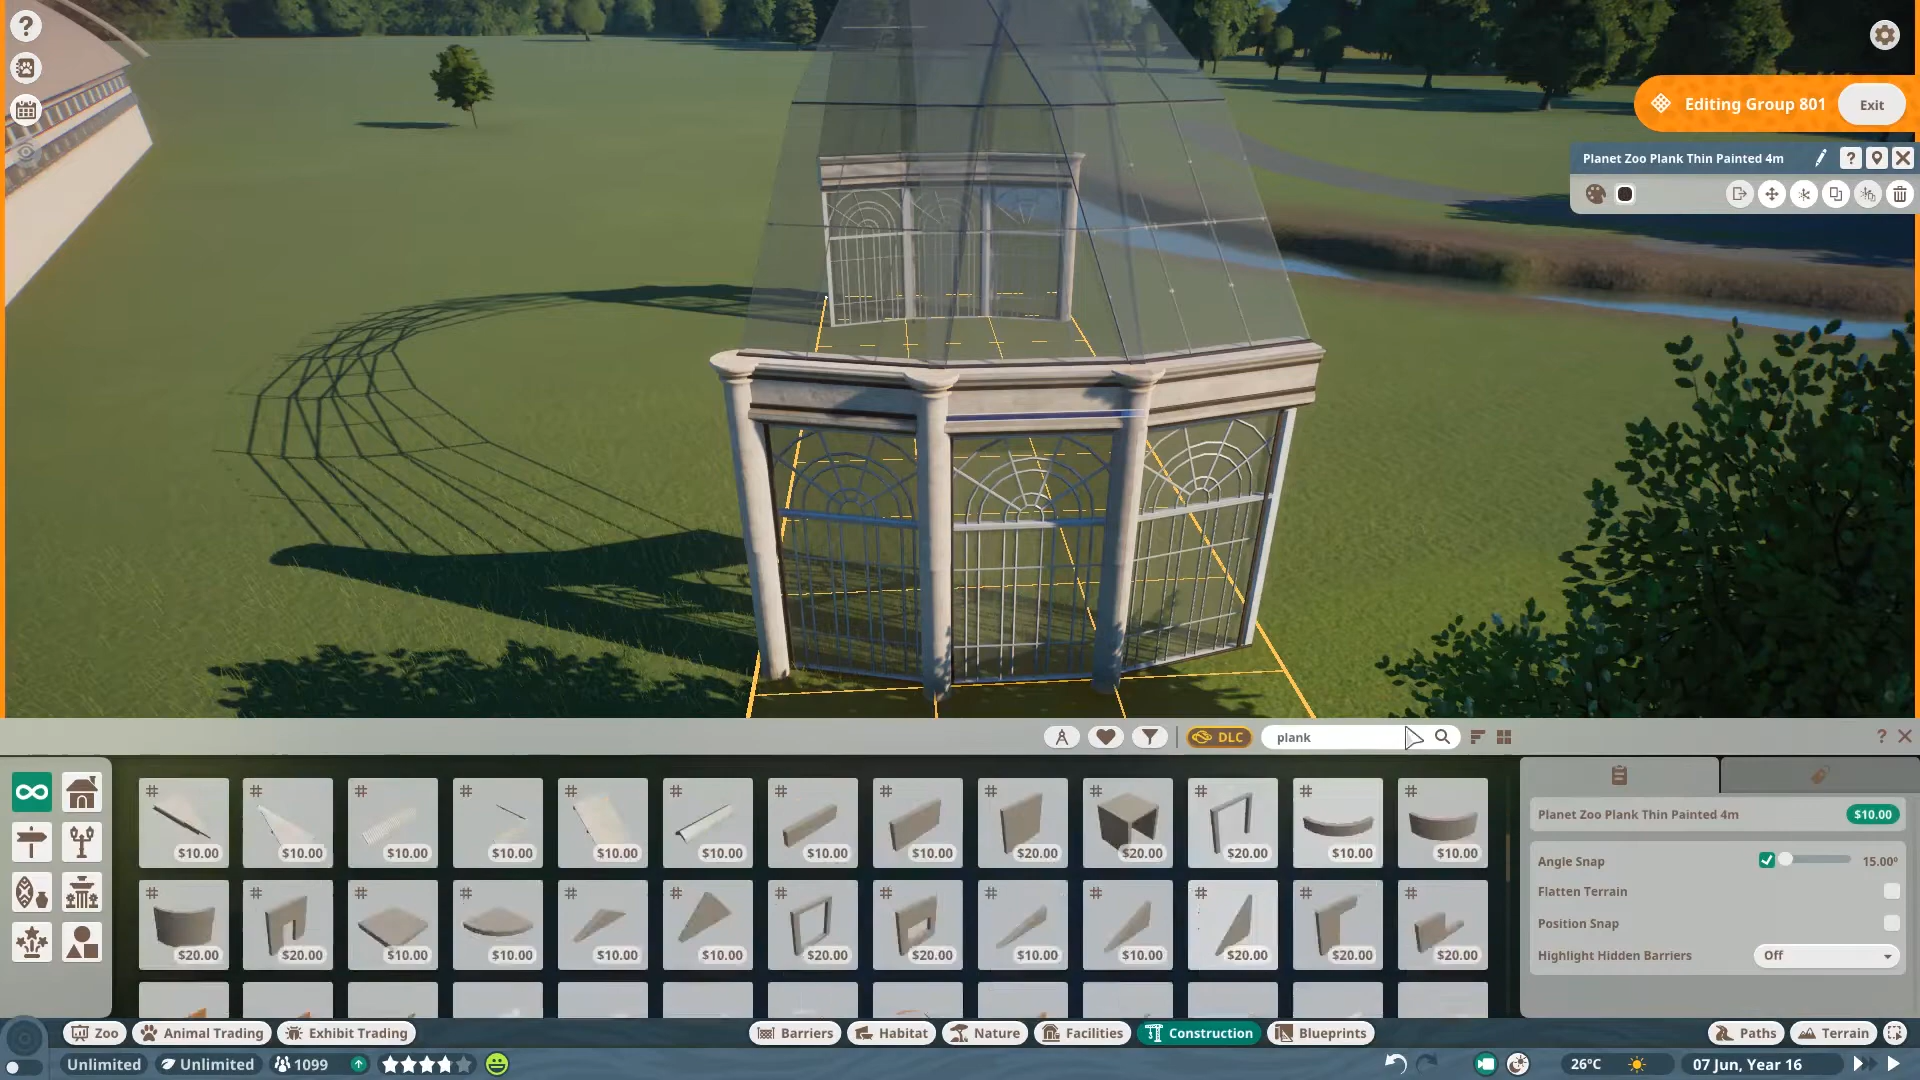 Editing Group 801
Exit
Planet Zoo Plank Thin Painted 4m
?
DLC
plank
?
$10.00 $10.00 $10.00 $10.00 $10.00 $10.00 $10.00 $10.00 $20.00 $20.00 $20.00 $10.00 $10.00
$20.00 $20.00 $10.00 $10.00 $10.00 $10.00 $20.00 $20.00 $10.00 $10.00 $20.00 $20.00 $20.00
Planet Zoo Plank Thin Painted 4m
$10.00
Angle Snap
15.00°
Flatten Terrain
Position Snap
Highlight Hidden Barriers
Off
Zoo
Animal Trading
Exhibit Trading
Barriers
Habitat
Nature
Facilities
Construction
Blueprints
Paths
Terrain
Unlimited
Unlimited
1099
26°C
07 Jun, Year 16